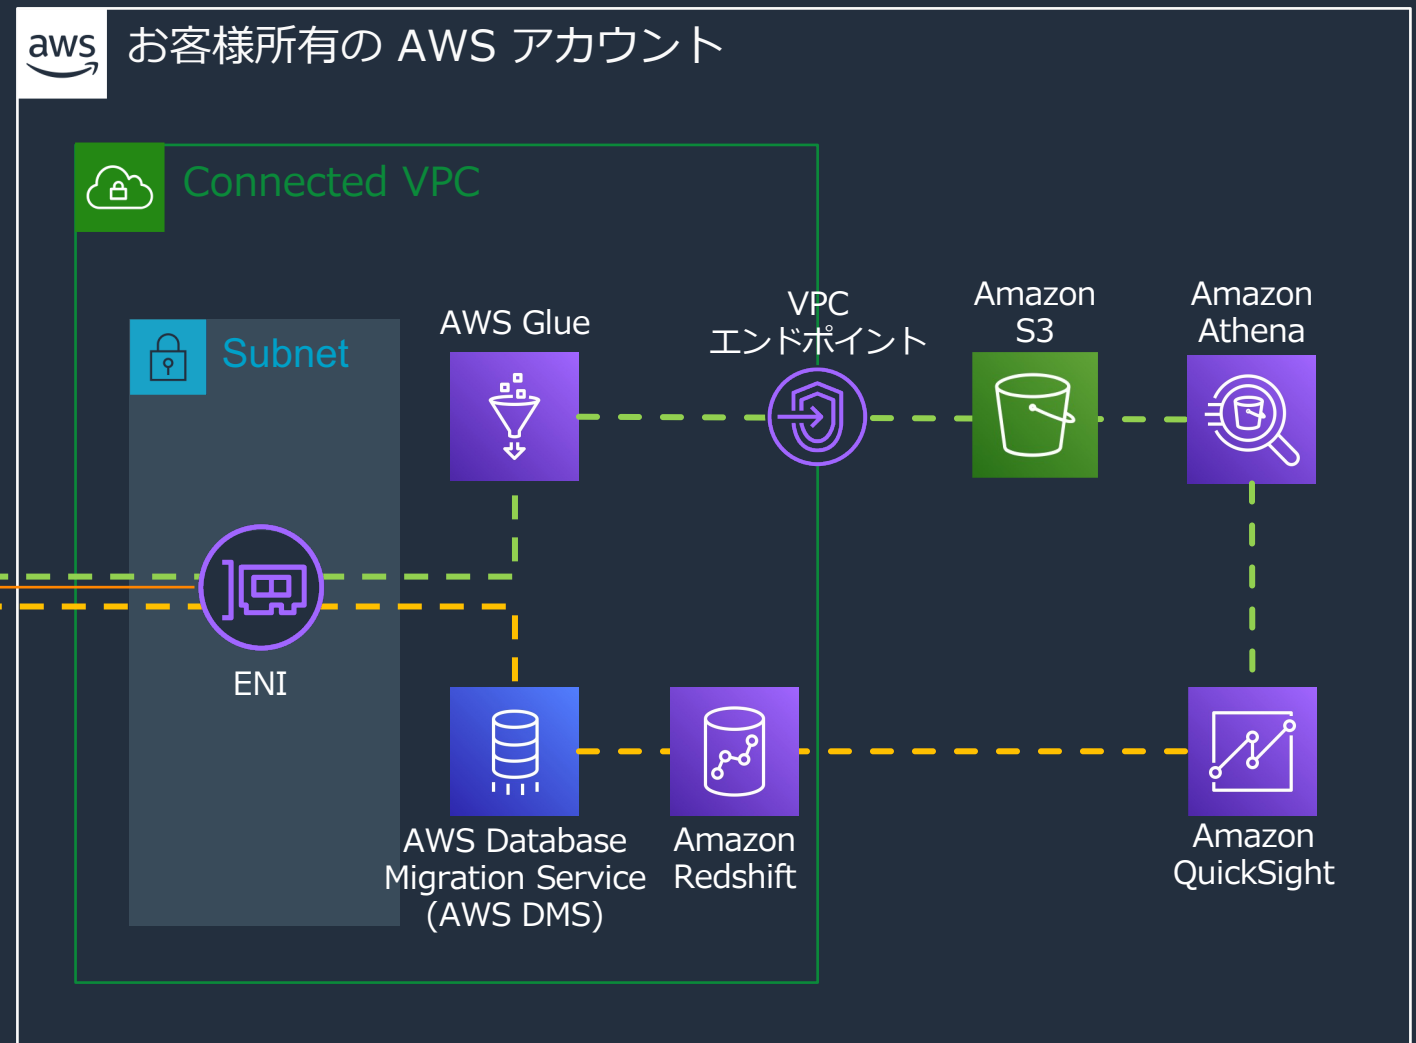 aws
お客様所有の AWS アカウント
Connected VPC
Subnet
AWS Glue
VPC
エンドポイント
Amazon
S3
Amazon
Athena
ENI
AWS Database
Migration Service
(AWS DMS)
Amazon
Redshift
Amazon
QuickSight